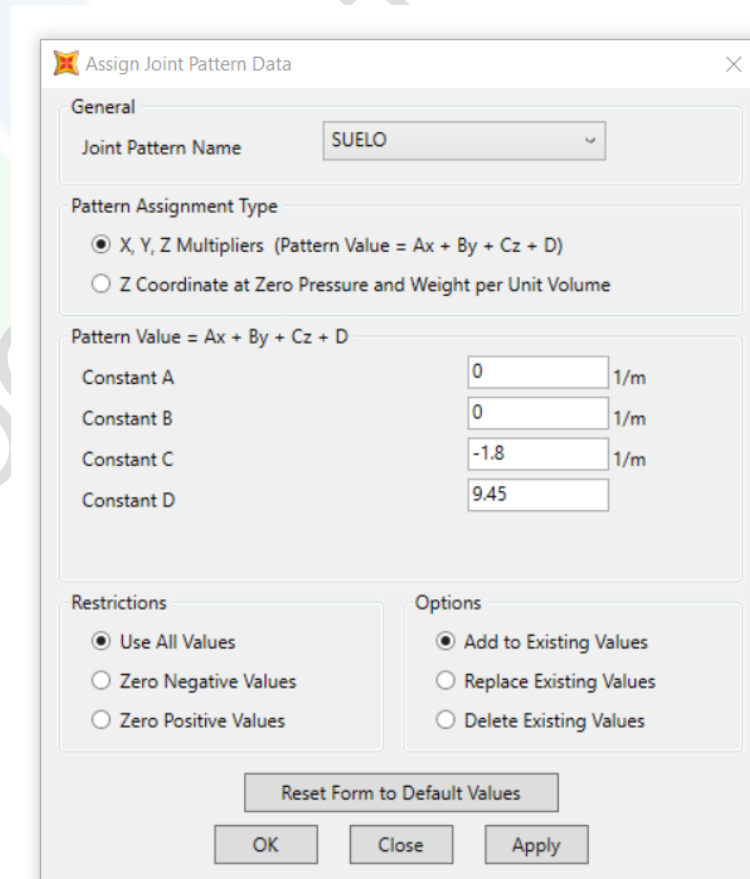 Assign Joint Pattern Data
General
Joint Pattern Name SUELO
Pattern Assignment Type
X, Y, Z Multipliers (Pattern Value = Ax + By + Cz + D)
Z Coordinate at Zero Pressure and Weight per Unit Volume
Pattern Value = Ax + By + Cz + D
Constant A 0 1/m
Constant B 0 1/m
Constant C -1.8 1/m
Constant D 9.45
Restrictions
Use All Values
Zero Negative Values
Zero Positive Values
Options
Add to Existing Values
Replace Existing Values
Delete Existing Values
Reset Form to Default Values
OK Close Apply